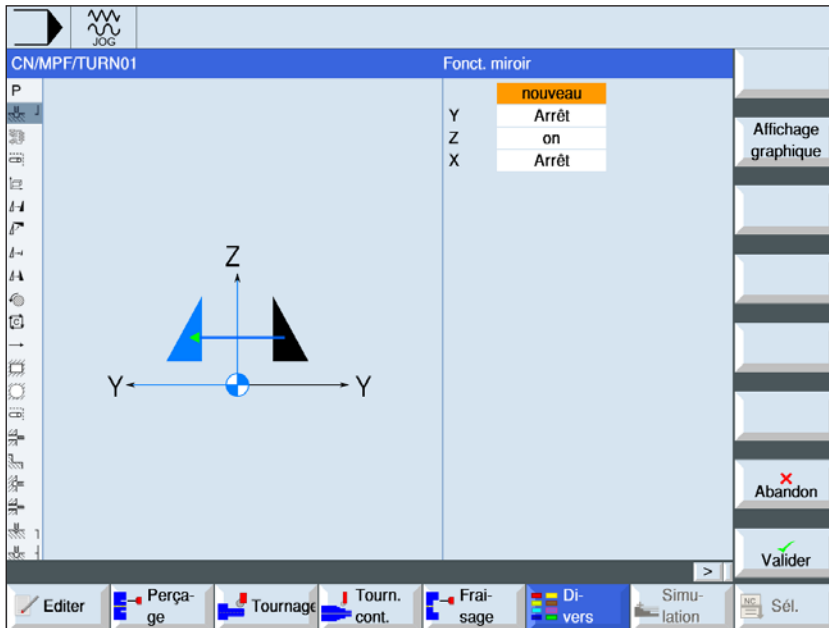 JOG
CN/MPF/TURN01
Fonct. miroir
P
nouveau
Y Arrêt
Z on
X Arrêt
Z
Y Y
Affichage
graphique
Abandon
Valider
>
Editer
Perça-
ge
Tournage
Tourn.
cont.
Frai-
sage
Di-
vers
Simu-
lation
NC
Sél.